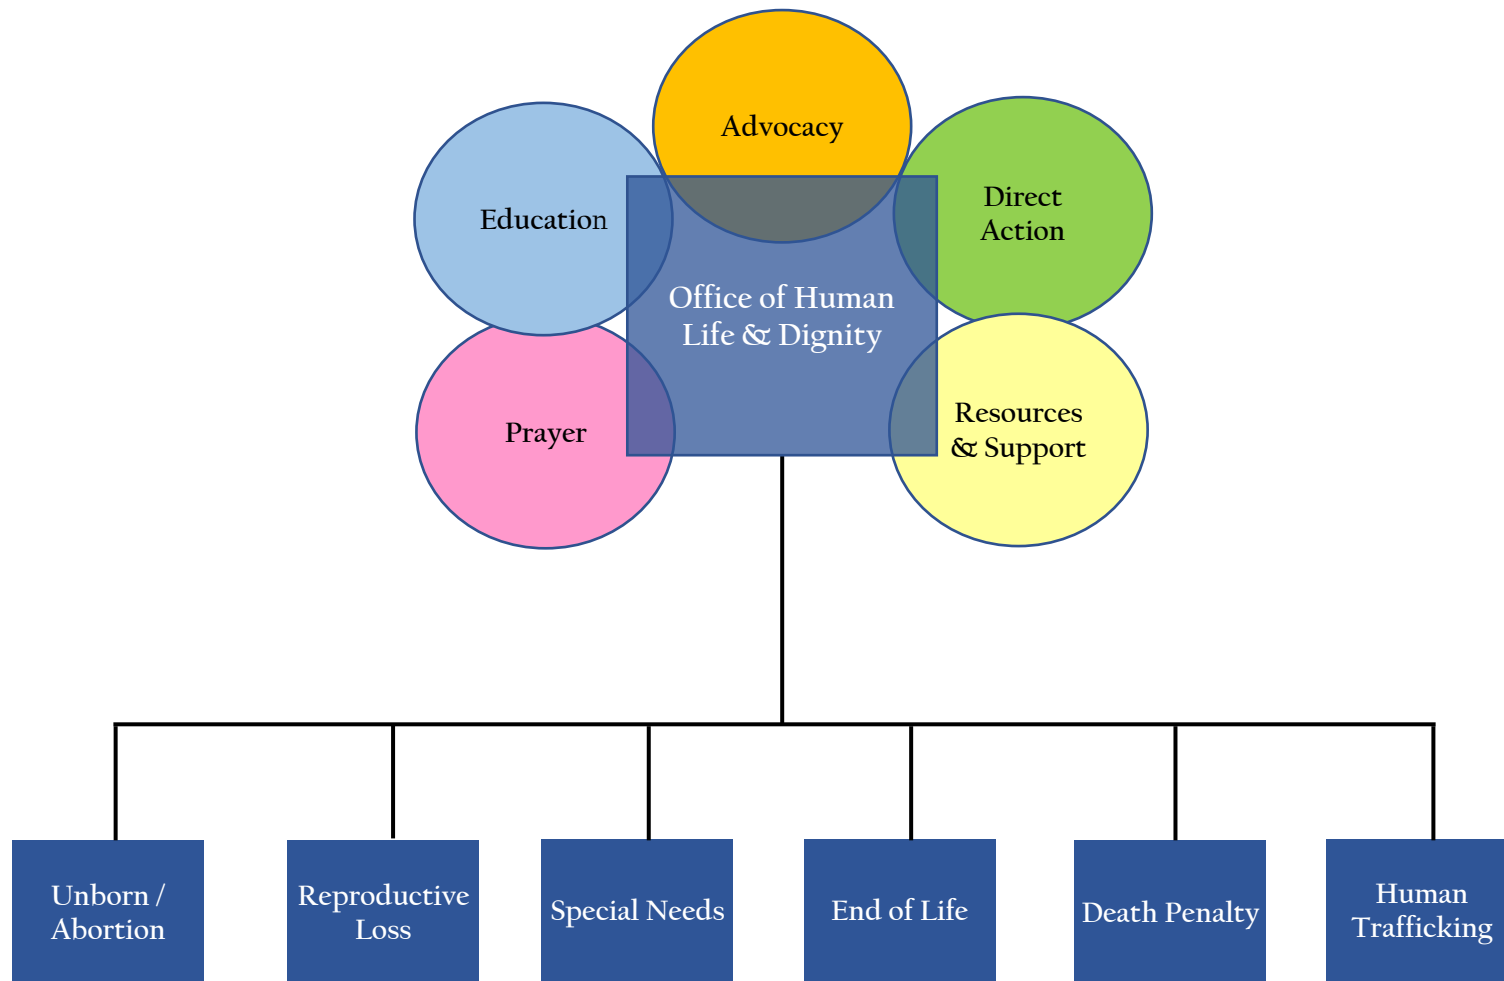 Advocacy
Education
Direct
Action
Office of Human
Life & Dignity
Prayer
Resources
& Support
Unborn /
Abortion
Reproductive
Loss
Special Needs
End of Life
Death Penalty
Human
Trafficking